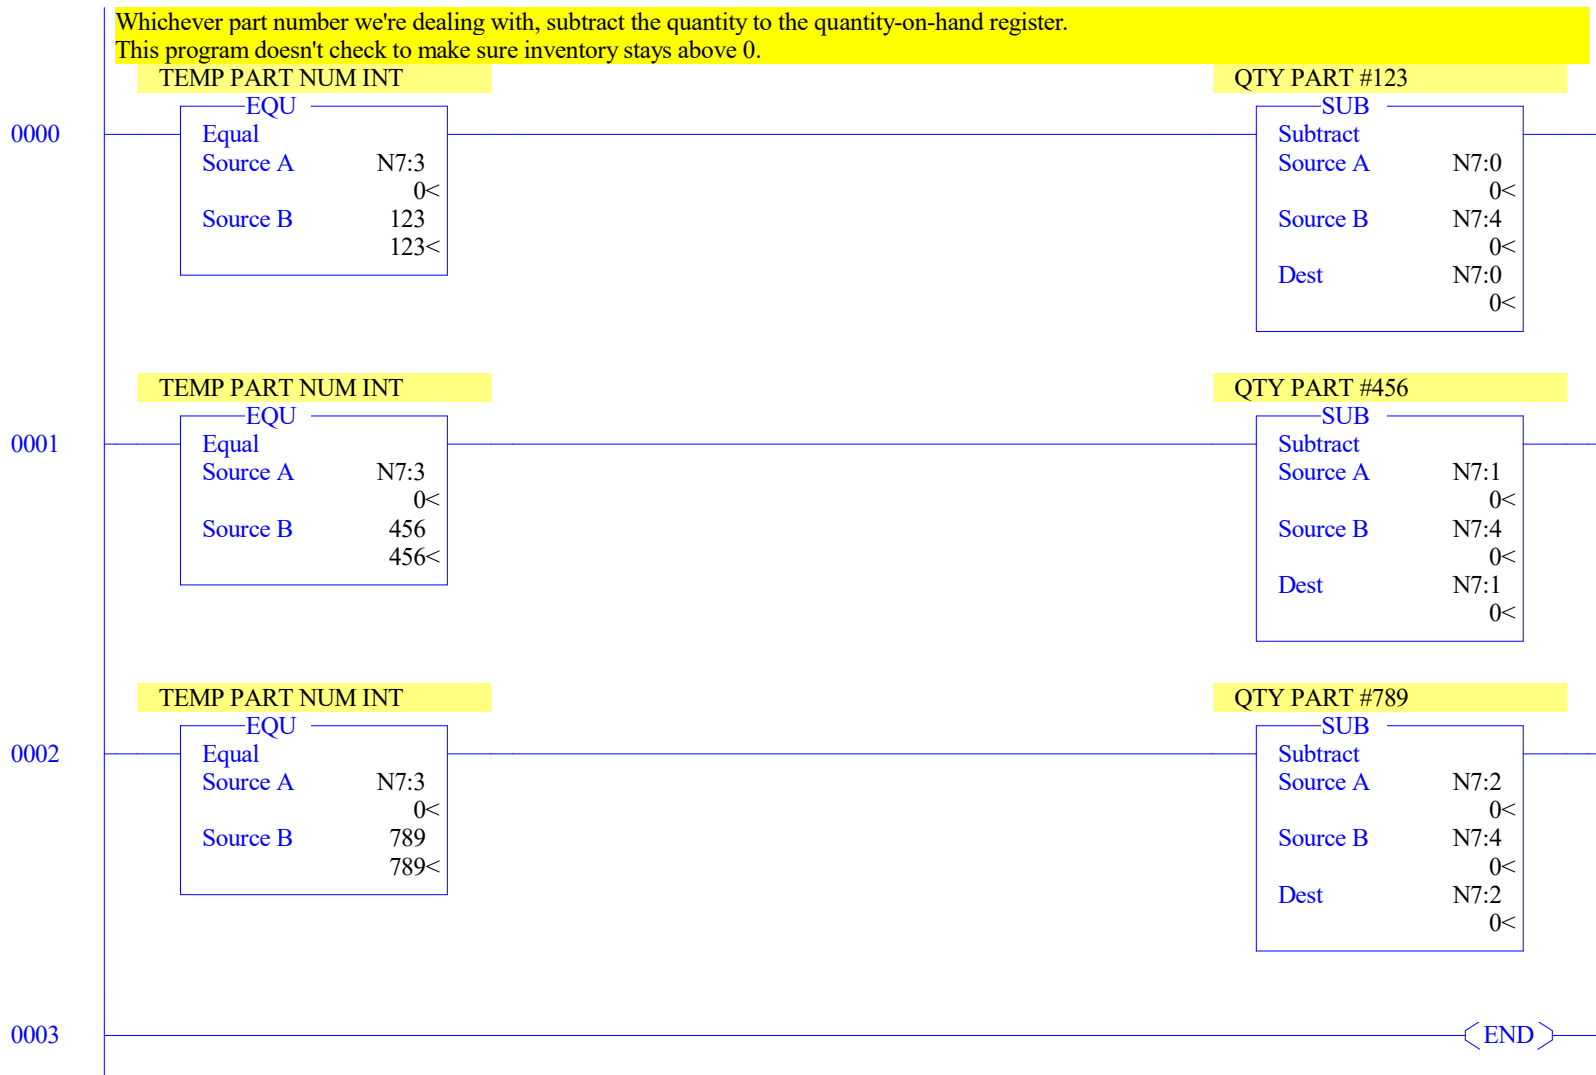 Whichever part number we're dealing with, subtract the quantity to the quantity-on-hand register.
This program doesn't check to make sure inventory stays above 0.
TEMP PART NUM INT
EQU
0000
Equal
Source A N7:3
0<
Source B 123
123<
QTY PART #123
SUB
Subtract
Source A N7:0
0<
Source B N7:4
0<
Dest N7:0
0<
TEMP PART NUM INT
EQU
0001
Equal
Source A N7:3
0<
Source B 456
456<
QTY PART #456
SUB
Subtract
Source A N7:1
0<
Source B N7:4
0<
Dest N7:1
0<
TEMP PART NUM INT
EQU
0002
Equal
Source A N7:3
0<
Source B 789
789<
QTY PART #789
SUB
Subtract
Source A N7:2
0<
Source B N7:4
0<
Dest N7:2
0<
0003
END